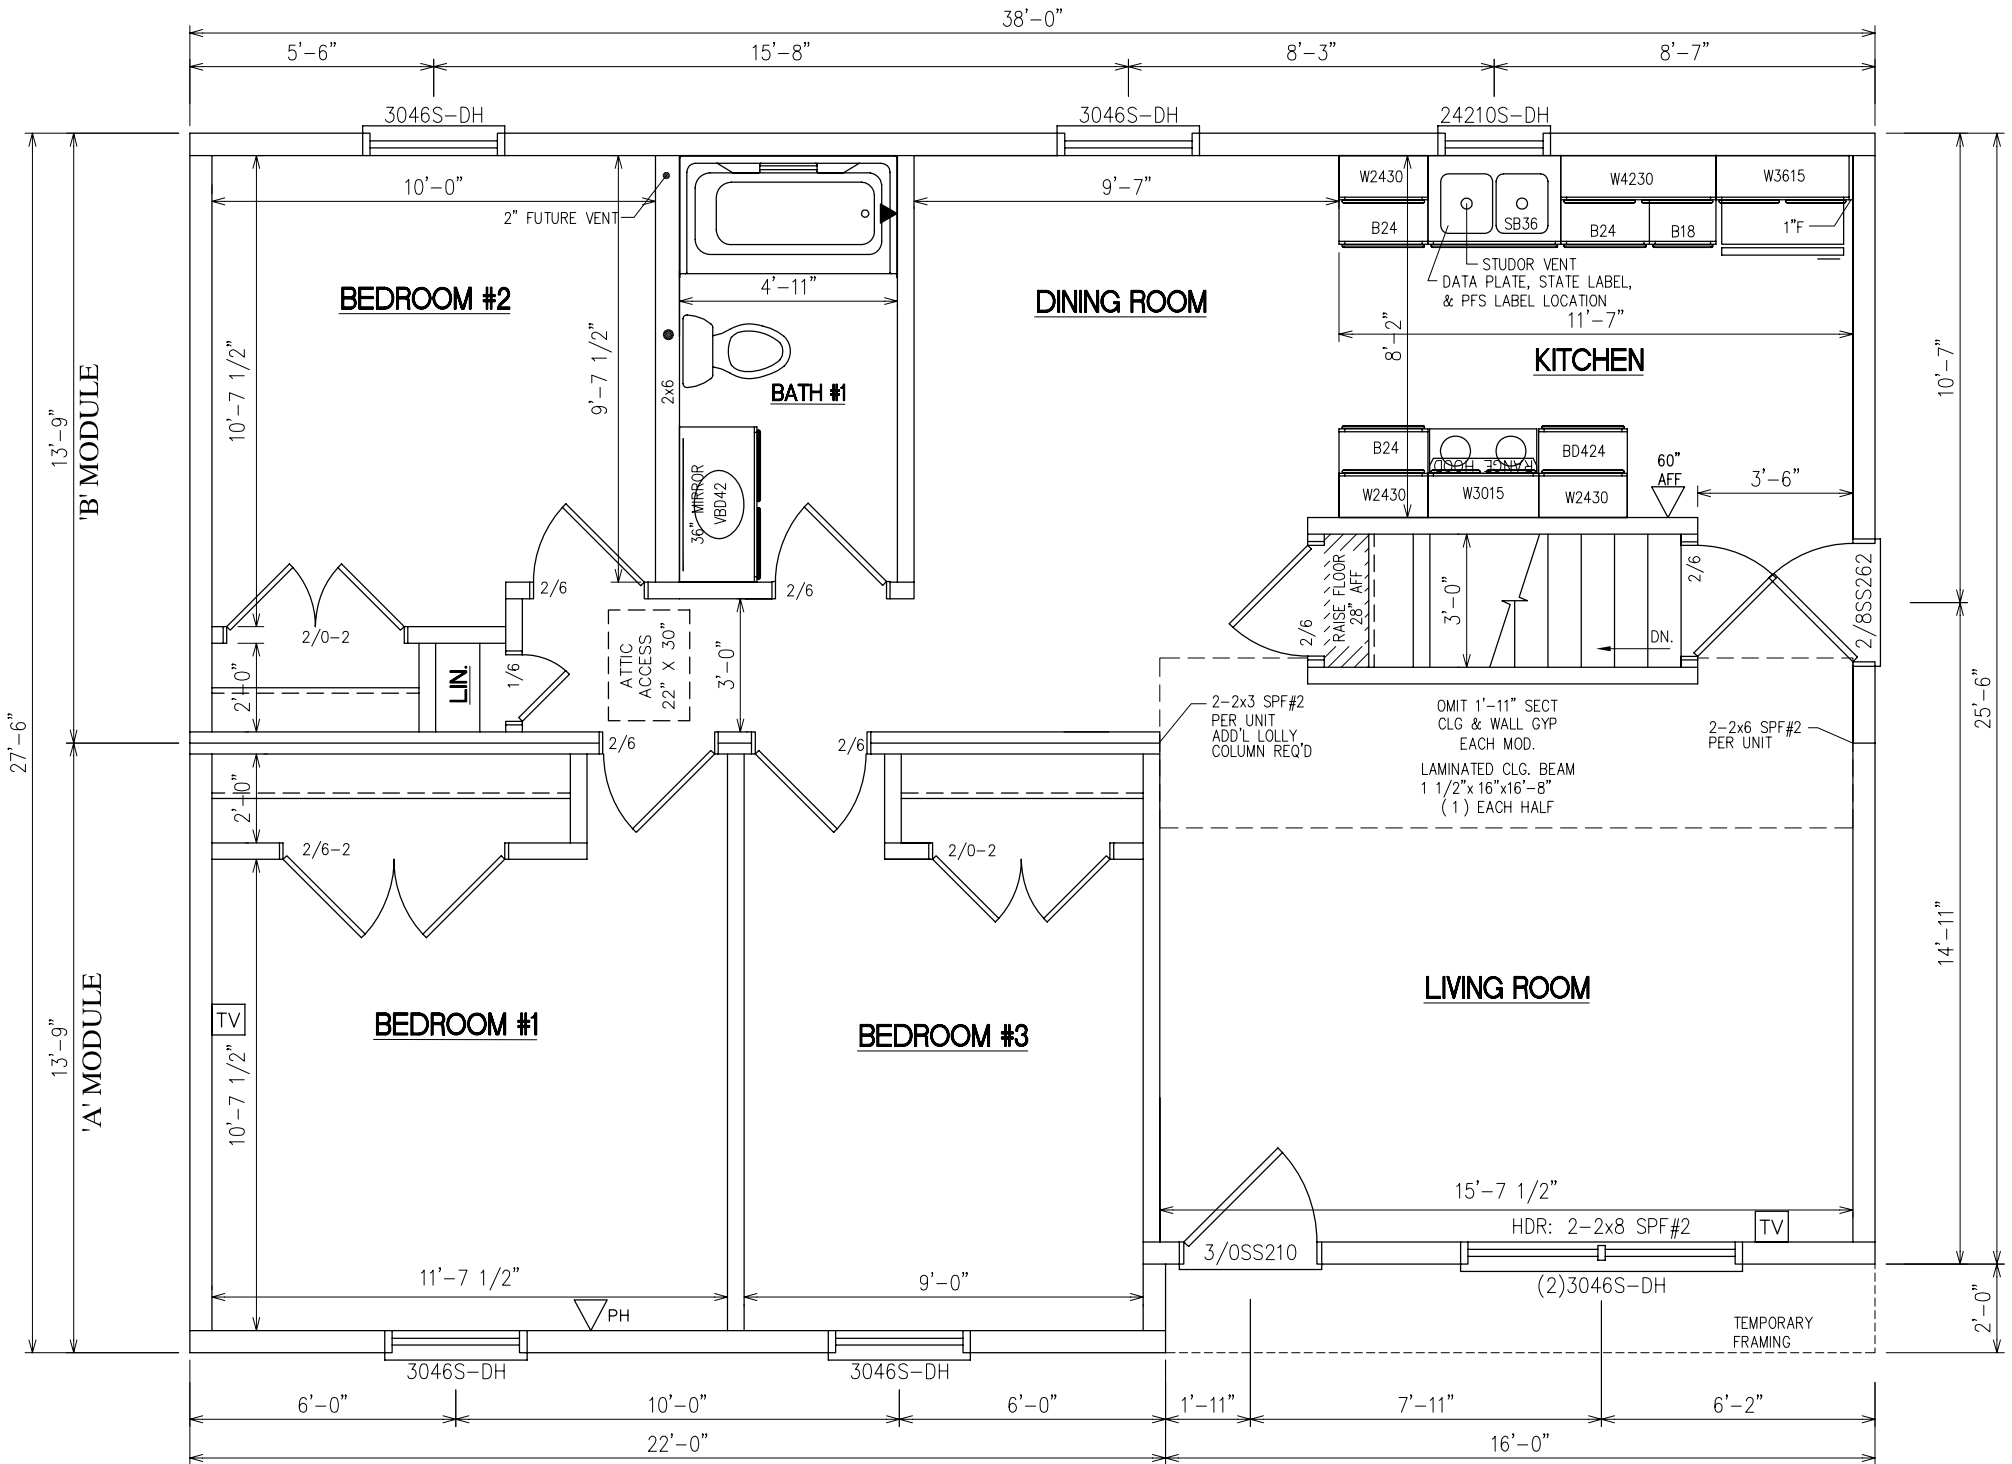 38'-0"
5'-6"
15'-8"
8'-3"
8'-7"
3046S-DH
3046S-DH
24210S-DH
10'-0"
2" FUTURE VENT
9'-7"
W2430
W4230
W3615
B24
SB36
B24
B18
1"F
STUDOR VENT
DATA PLATE, STATE LABEL,
& PFS LABEL LOCATION
11'-7"
BEDROOM #2
4'-11"
DINING ROOM
8'-2"
KITCHEN
10'-7 1/2"
9'-7 1/2"
2x6
BATH #1
10'-7"
13'-9"
'B' MODULE
36" MIRROR
VBD42
B24
RANGE HOOD
BD424
W2430
W3015
W2430
60"
AFF
3'-6"
2/6
2/6
2/6
RAISE FLOOR
28" AFF
3'-0"
DN.
2/6
2/8SS262
2/0-2
LIN.
1/6
ATTIC
ACCESS
22" X 30"
3'-0"
2'-0"
27'-6"
25'-6"
2-2x3 SPF#2
PER UNIT
ADD'L LOLLY
COLUMN REQ'D
OMIT 1'-11" SECT
CLG & WALL GYP
EACH MOD.
LAMINATED CLG. BEAM
1 1/2"x 16"x16'-8"
(1) EACH HALF
2-2x6 SPF#2
PER UNIT
2/6
2/6
2'-0"
2/6-2
2/0-2
14'-11"
13'-9"
'A' MODULE
TV
BEDROOM #1
BEDROOM #3
LIVING ROOM
10'-7 1/2"
15'-7 1/2"
HDR: 2-2x8 SPF#2
TV
3/0SS210
(2)3046S-DH
11'-7 1/2"
9'-0"
PH
TEMPORARY
FRAMING
2'-0"
3046S-DH
3046S-DH
6'-0"
10'-0"
6'-0"
1'-11"
7'-11"
6'-2"
22'-0"
16'-0"